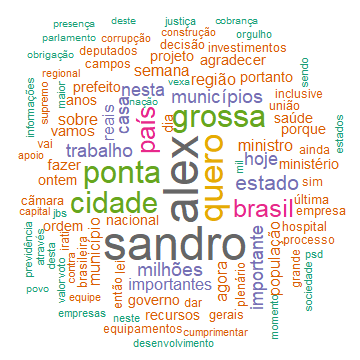 presença deste justiça cobrança
parlamento corrupção construção orgulho
obrigação deputados decisão investimentos sendo
regional campos projeto agradecer
vexa semana região portanto
informações maior prefeito nesta municípios inclusive
supremo anos casa dia grossa união
sobre reais país saúde estados
vai vamos porque
apoio trabalho alex quero ministro ainda
fazer ponta hoje mil ministério
ontem estado sim
câmara cidade brasil última
capital jbs nacional empresa
ordem sandro hospital
previdência através desta iratí importante processo
valor voto contra brasileira município milhões agora população grande psd
então lei importantes plenário sociedade
povo equipe governo dar
empresas recursos gerais momento
neste equipamentos cumprimentar
desenvolvimento
nação